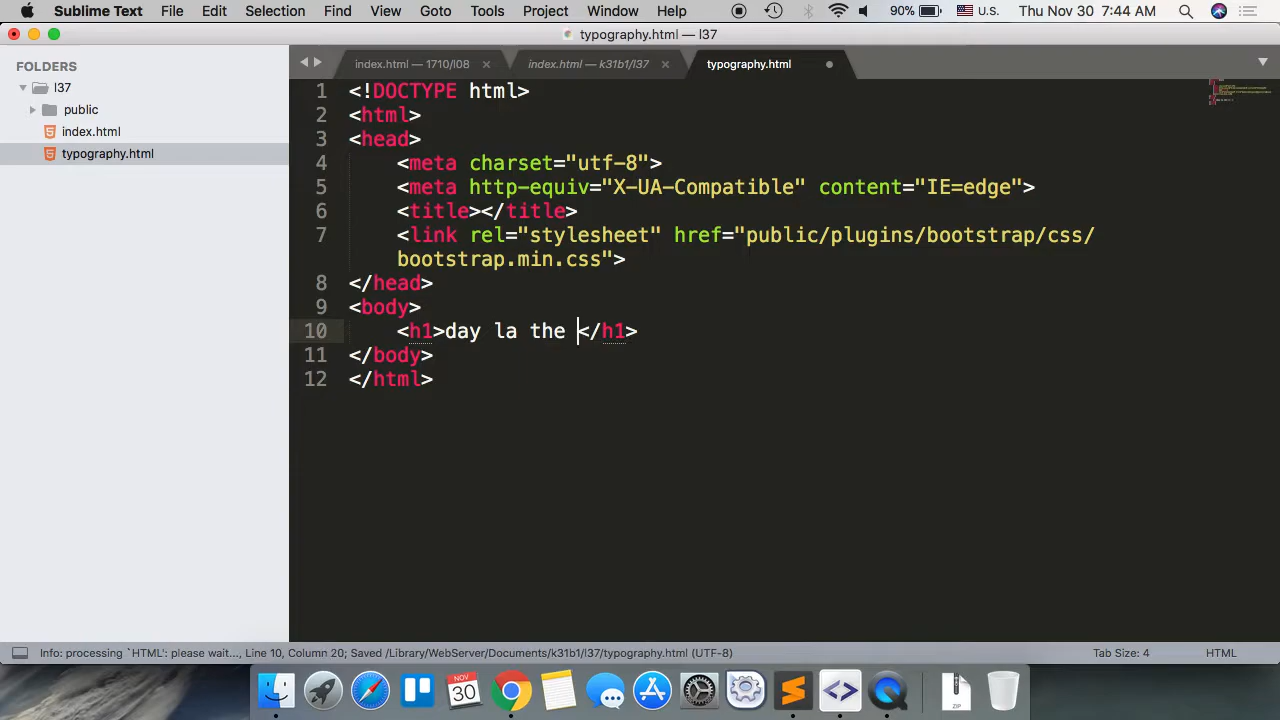 Sublime Text File Edit Selection Find View Goto Tools Project Window Help 90% U.S. Thu Nov 30 7:44 AM
typography.html — l37
FOLDERS
l37
public
index.html
typography.html
index.html — 1710/l08
index.html — k31b1/l37
typography.html
1 <!DOCTYPE html>
2 <html>
3 <head>
4 <meta charset="utf-8">
5 <meta http-equiv="X-UA-Compatible" content="IE=edge">
6 <title></title>
7 <link rel="stylesheet" href="public/plugins/bootstrap/css/
bootstrap.min.css">
8 </head>
9 <body>
10 <h1>day la the </h1>
11 </body>
12 </html>
Info: processing `HTML': please wait..., Line 10, Column 20; Saved /Library/WebServer/Documents/k31b1/l37/typography.html (UTF-8) Tab Size: 4 HTML
NOV
30
ZIP